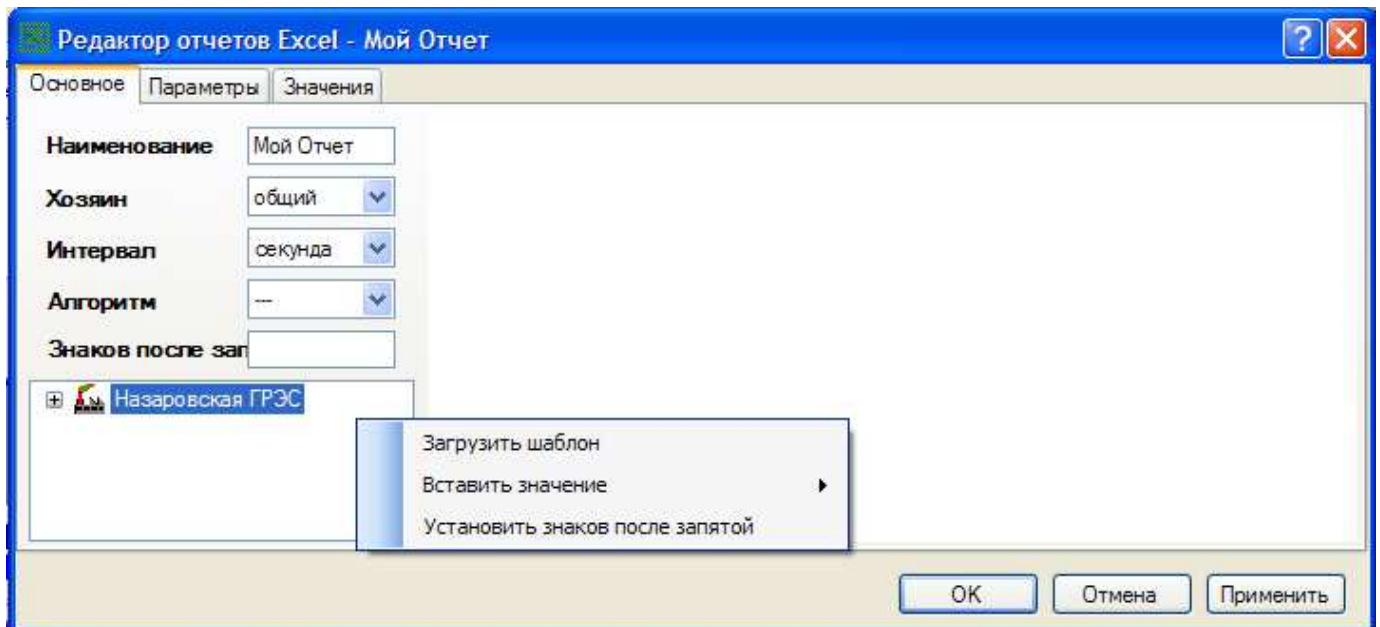 Редактор отчетов Excel - Мой Отчет
Основное Параметры Значения
Наименование Мой Отчет
Хозяин общий
Интервал секунда
Алгоритм ---
Знаков после зап
Назаровская ГРЭС
Загрузить шаблон
Вставить значение
Установить знаков после запятой
OK Отмена Применить